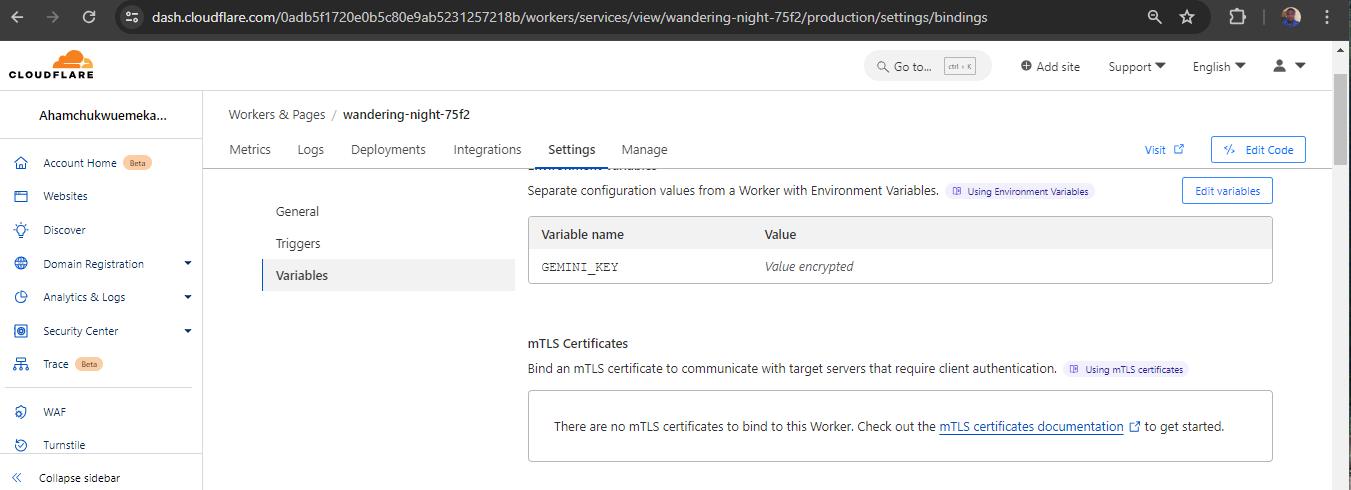 dash.cloudflare.com/0adb5f1720e0b5c80e9ab5231257218b/workers/services/view/wandering-night-75f2/production/settings/bindings
CLOUDFLARE
Go to... ctrl + K
Add site
Support
English
Ahamchukwuemeka...
Workers & Pages / wandering-night-75f2
Metrics Logs Deployments Integrations Settings Manage
Visit
Edit Code
Account Home Beta
Websites
Discover
Domain Registration
Analytics & Logs
Security Center
Trace Beta
WAF
Turnstile
Collapse sidebar
General
Triggers
Variables
Environment Variables
Separate configuration values from a Worker with Environment Variables. Using Environment Variables
Edit variables
Variable name Value
GEMINI_KEY Value encrypted
mTLS Certificates
Bind an mTLS certificate to communicate with target servers that require client authentication. Using mTLS certificates
There are no mTLS certificates to bind to this Worker. Check out the mTLS certificates documentation to get started.